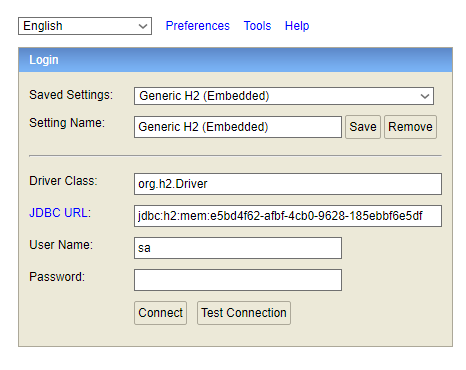 English Preferences Tools Help
Login
Saved Settings: Generic H2 (Embedded)
Setting Name: Generic H2 (Embedded) Save Remove
Driver Class: org.h2.Driver
JDBC URL: jdbc:h2:mem:e5bd4f62-afbf-4cb0-9628-185ebbf6e5df
User Name: sa
Password:
Connect Test Connection